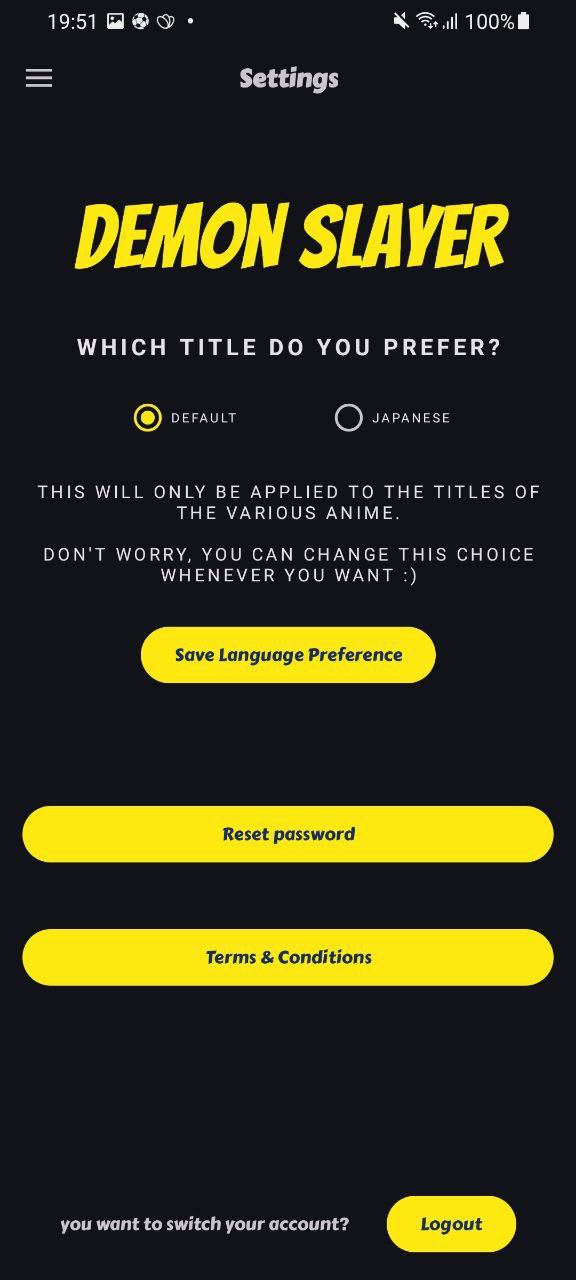 19:51
100%
Settings
DEMON SLAYER
WHICH TITLE DO YOU PREFER?
DEFAULT
JAPANESE
THIS WILL ONLY BE APPLIED TO THE TITLES OF
THE VARIOUS ANIME.
DON'T WORRY, YOU CAN CHANGE THIS CHOICE
WHENEVER YOU WANT :)
Save Language Preference
Reset password
Terms & Conditions
you want to switch your account?
Logout